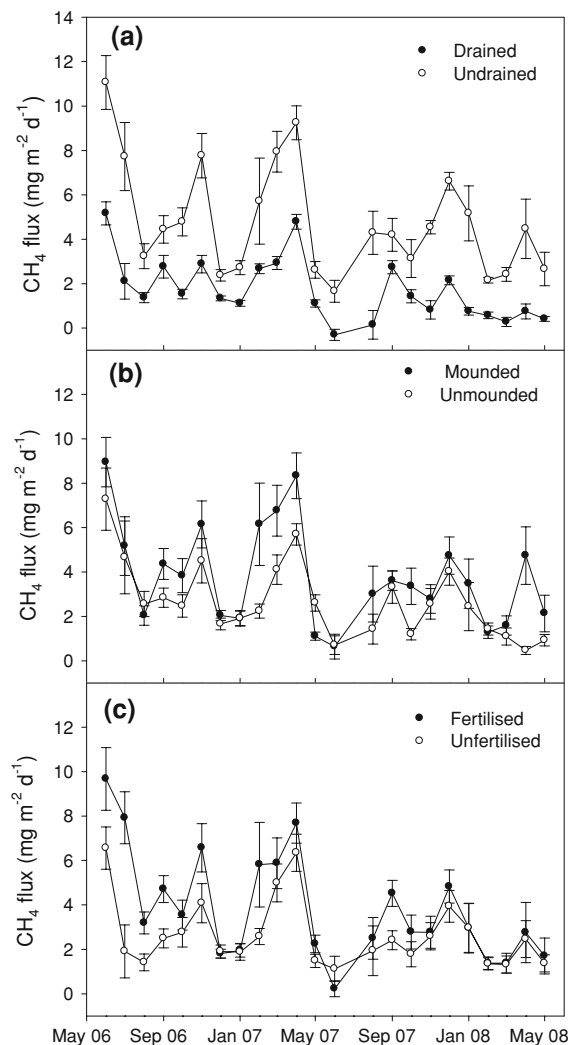 (a)
Drained
Undrained
14
12
10
8
6
4
2
0
CH4 flux (mg m-2 d-1)
(b)
Mounded
Unmounded
12
10
8
6
4
2
0
CH4 flux (mg m-2 d-1)
(c)
Fertilised
Unfertilised
12
10
8
6
4
2
0
CH4 flux (mg m-2 d-1)
May 06 Sep 06 Jan 07 May 07 Sep 07 Jan 08 May 08